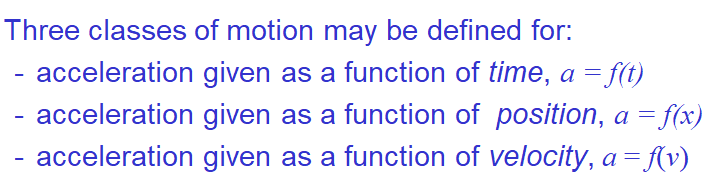 Three classes of motion may be defined for:
- acceleration given as a function of time, a = f(t)
- acceleration given as a function of position, a = f(x)
- acceleration given as a function of velocity, a = f(v)